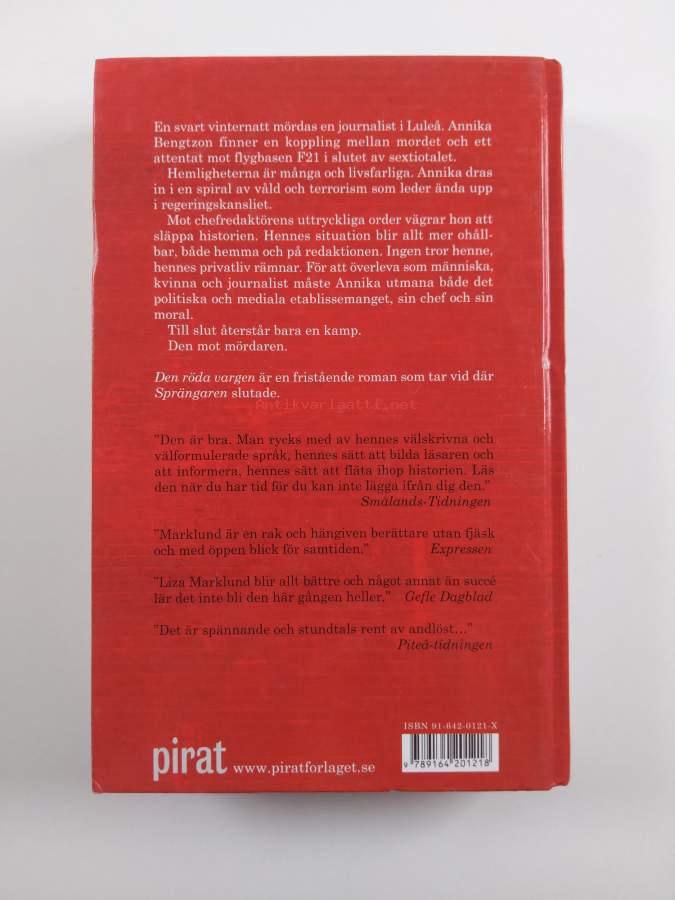 En svart vinternatt mördas en journalist i Luleå. Annika
Bengtzon finner en koppling mellan mordet och ett
attentat mot flygbasen F21 i slutet av sextiotalet.
Hemligheterna är många och livsfarliga. Annika dras
in i en spiral av våld och terrorism som leder ända upp
i regeringskansliet.
Mot chefredaktörens uttryckliga order vägrar hon att
släppa historien. Hennes situation blir allt mer ohåll-
bar, både hemma och på redaktionen. Ingen tror henne,
hennes privatliv rämnar. För att överleva som människa,
kvinna och journalist måste Annika utmana både det
politiska och mediala etablissemanget, sin chef och sin
moral.
Till slut återstår bara en kamp.
Den mot mördaren.
Den röda vargen är en fristående roman som tar vid där
Sprängaren slutade.
Antikvariaatti.net
”Den är bra. Man rycks med av hennes välskrivna och
välformulerade språk, hennes sätt att bilda läsaren och
att informera, hennes sätt att fläta ihop historien. Läs
den när du har tid för du kan inte lägga ifrån dig den.”
Smålands-Tidningen
”Marklund är en rak och hängiven berättare utan fjäsk
och med öppen blick för samtiden.” Expressen
”Liza Marklund blir allt bättre och något annat än succé
lär det inte bli den här gången heller.” Gefle Dagblad
”Det är spännande och stundtals rent av andlöst…”
Piteå-tidningen
ISBN 91-642-0121-X
9 789164 201218
pirat www.piratforlaget.se